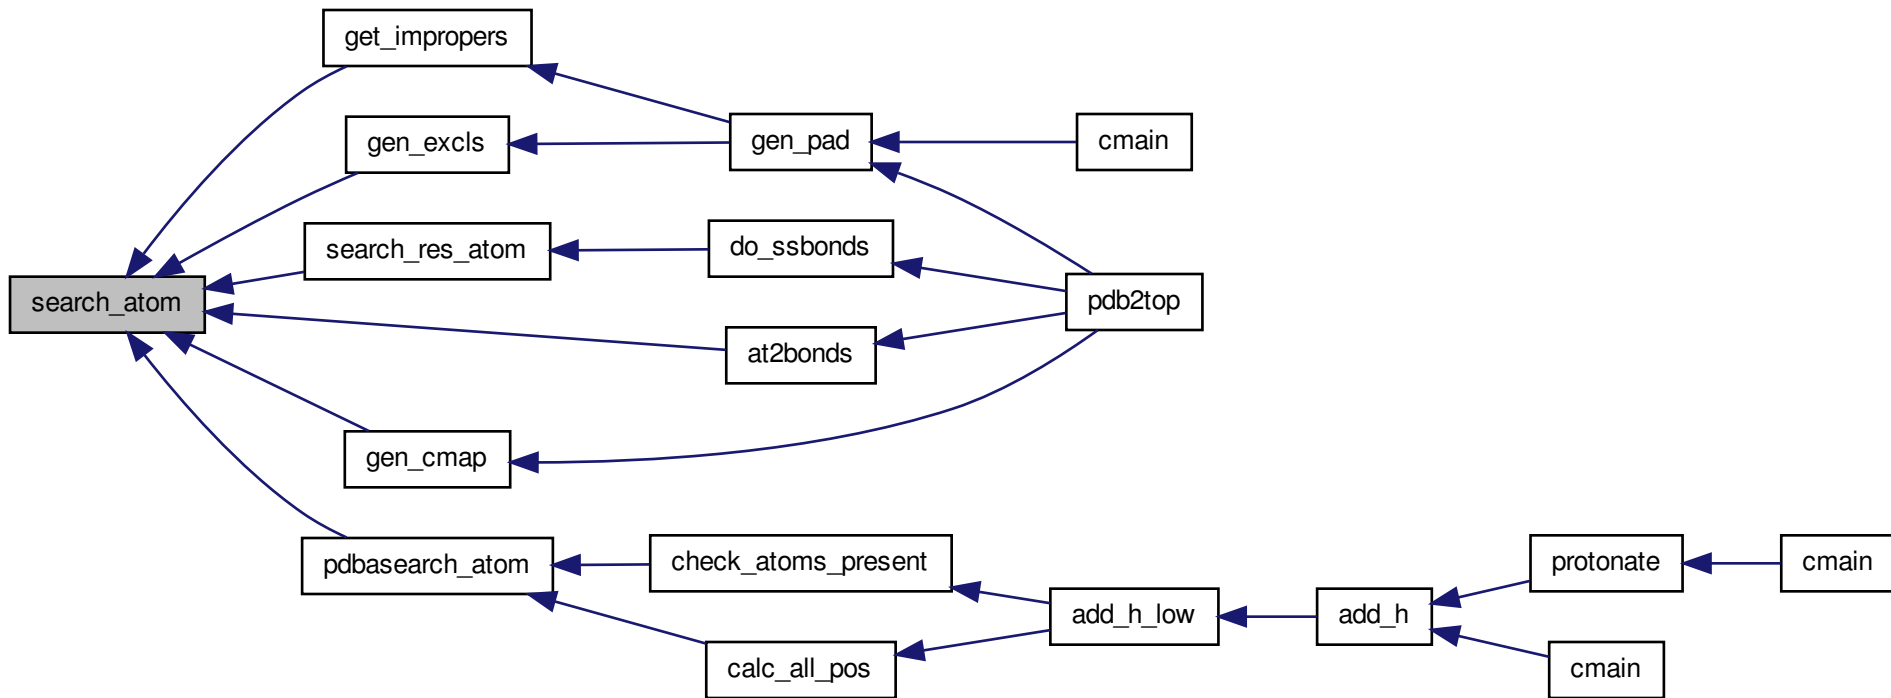 get_impropers
gen_excls
gen_pad
cmain
search_res_atom
do_ssbonds
search_atom
pdb2top
at2bonds
gen_cmap
pdbasearch_atom
check_atoms_present
protonate
cmain
add_h_low
add_h
calc_all_pos
cmain